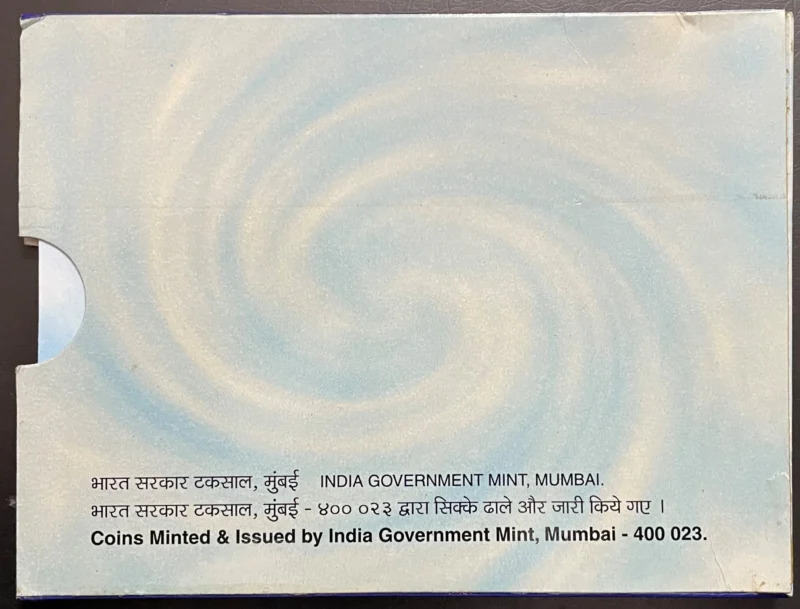 भारत सरकार टकसाल, मुंबई INDIA GOVERNMENT MINT, MUMBAI.
भारत सरकार टकसाल, मुंबई - ४०० ०२३ द्वारा सिक्के ढाले और जारी किये गए ।
Coins Minted & Issued by India Government Mint, Mumbai - 400 023.